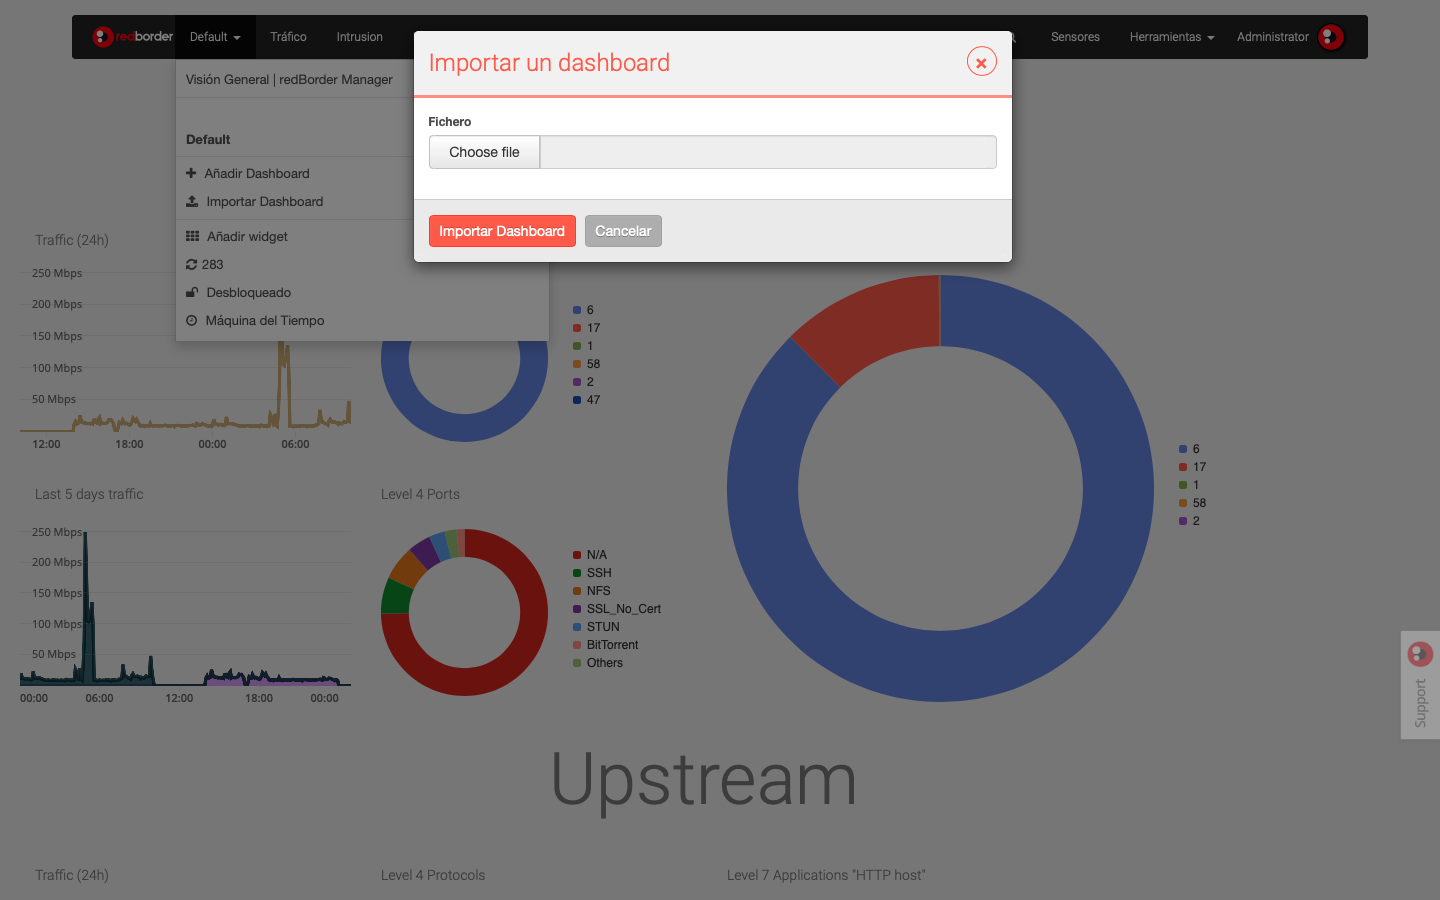 redborder
Default
Tráfico
Intrusion
Sensores
Herramientas
Administrator
Importar un dashboard
Visión General | redBorder Manager
Fichero
Choose file
Default
Añadir Dashboard
Importar Dashboard
Importar Dashboard
Cancelar
Añadir widget
283
Desbloqueado
Máquina del Tiempo
Traffic (24h)
250 Mbps
200 Mbps
150 Mbps
100 Mbps
50 Mbps
12:00
18:00
00:00
06:00
6
17
1
58
2
47
6
17
1
58
2
Last 5 days traffic
250 Mbps
200 Mbps
150 Mbps
100 Mbps
50 Mbps
00:00
06:00
12:00
18:00
00:00
Level 4 Ports
N/A
SSH
NFS
SSL_No_Cert
STUN
BitTorrent
Others
Support
Upstream
Traffic (24h)
Level 4 Protocols
Level 7 Applications "HTTP host"